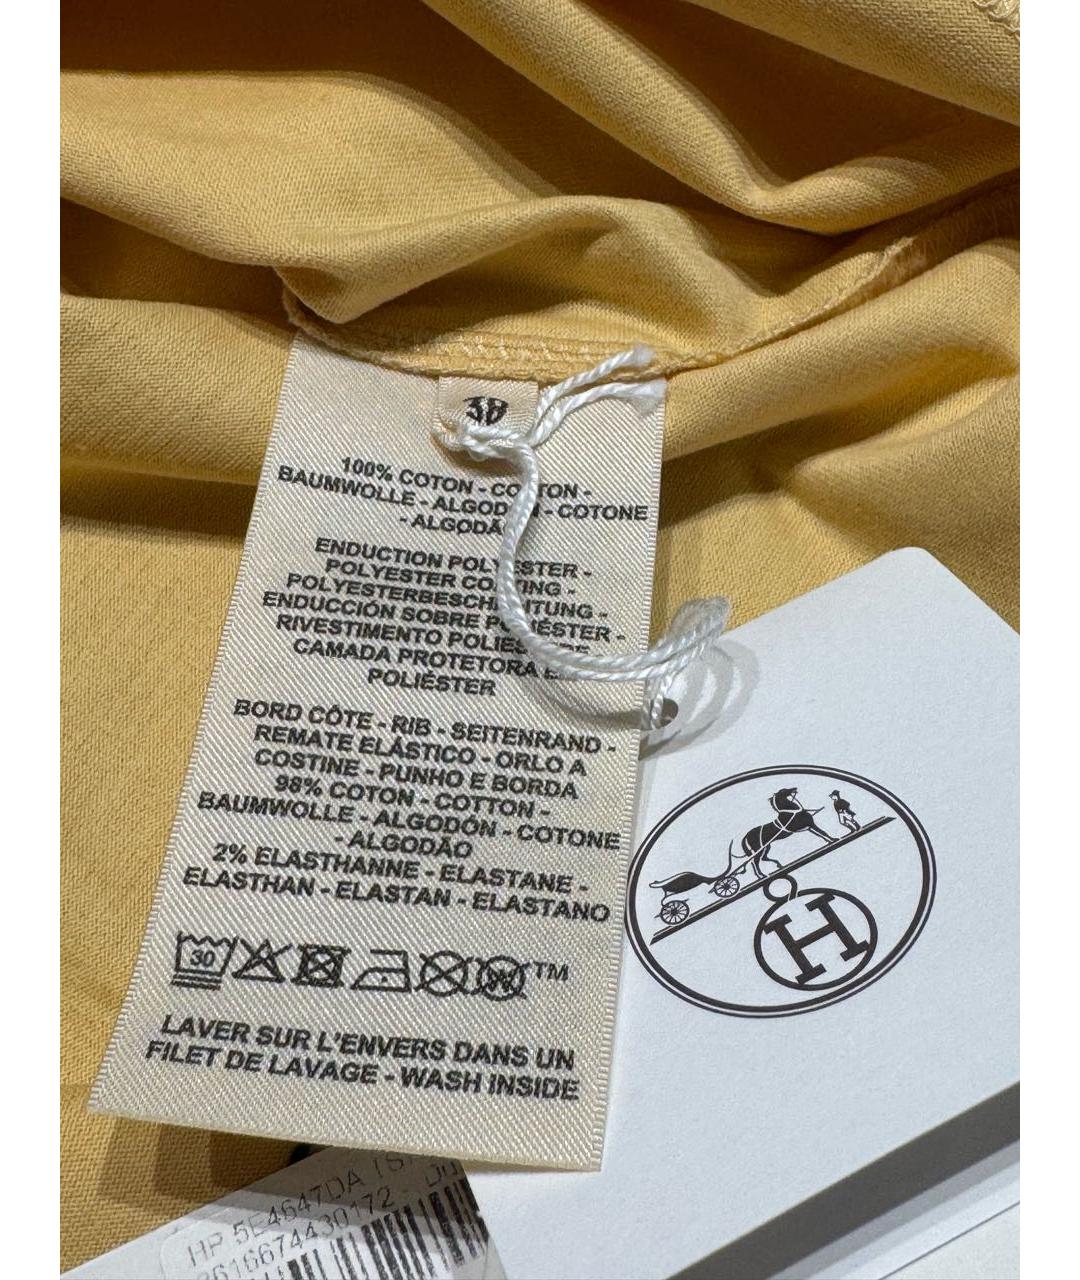 38
100% COTON - COTTON -
BAUMWOLLE - ALGODÓN - COTONE
- ALGODÃO
ENDUCTION POLYESTER -
POLYESTER COATING -
POLYESTERBESCHICHTUNG -
ENDUCCIÓN SOBRE POLIÉSTER -
RIVESTIMENTO POLIESTERE
CAMADA PROTETORA EM
POLIÉSTER
BORD CÔTE - RIB - SEITENRAND -
REMATE ELÁSTICO - ORLO A
COSTINE - PUNHO E BORDA
98% COTON - COTTON -
BAUMWOLLE - ALGODÓN - COTONE
- ALGODÃO
2% ELASTHANNE - ELASTANE -
ELASTHAN - ELASTAN - ELASTANO
30 W TM
LAVER SUR L'ENVERS DANS UN
FILET DE LAVAGE - WASH INSIDE
H
HP 5E4647DA
3616674430172